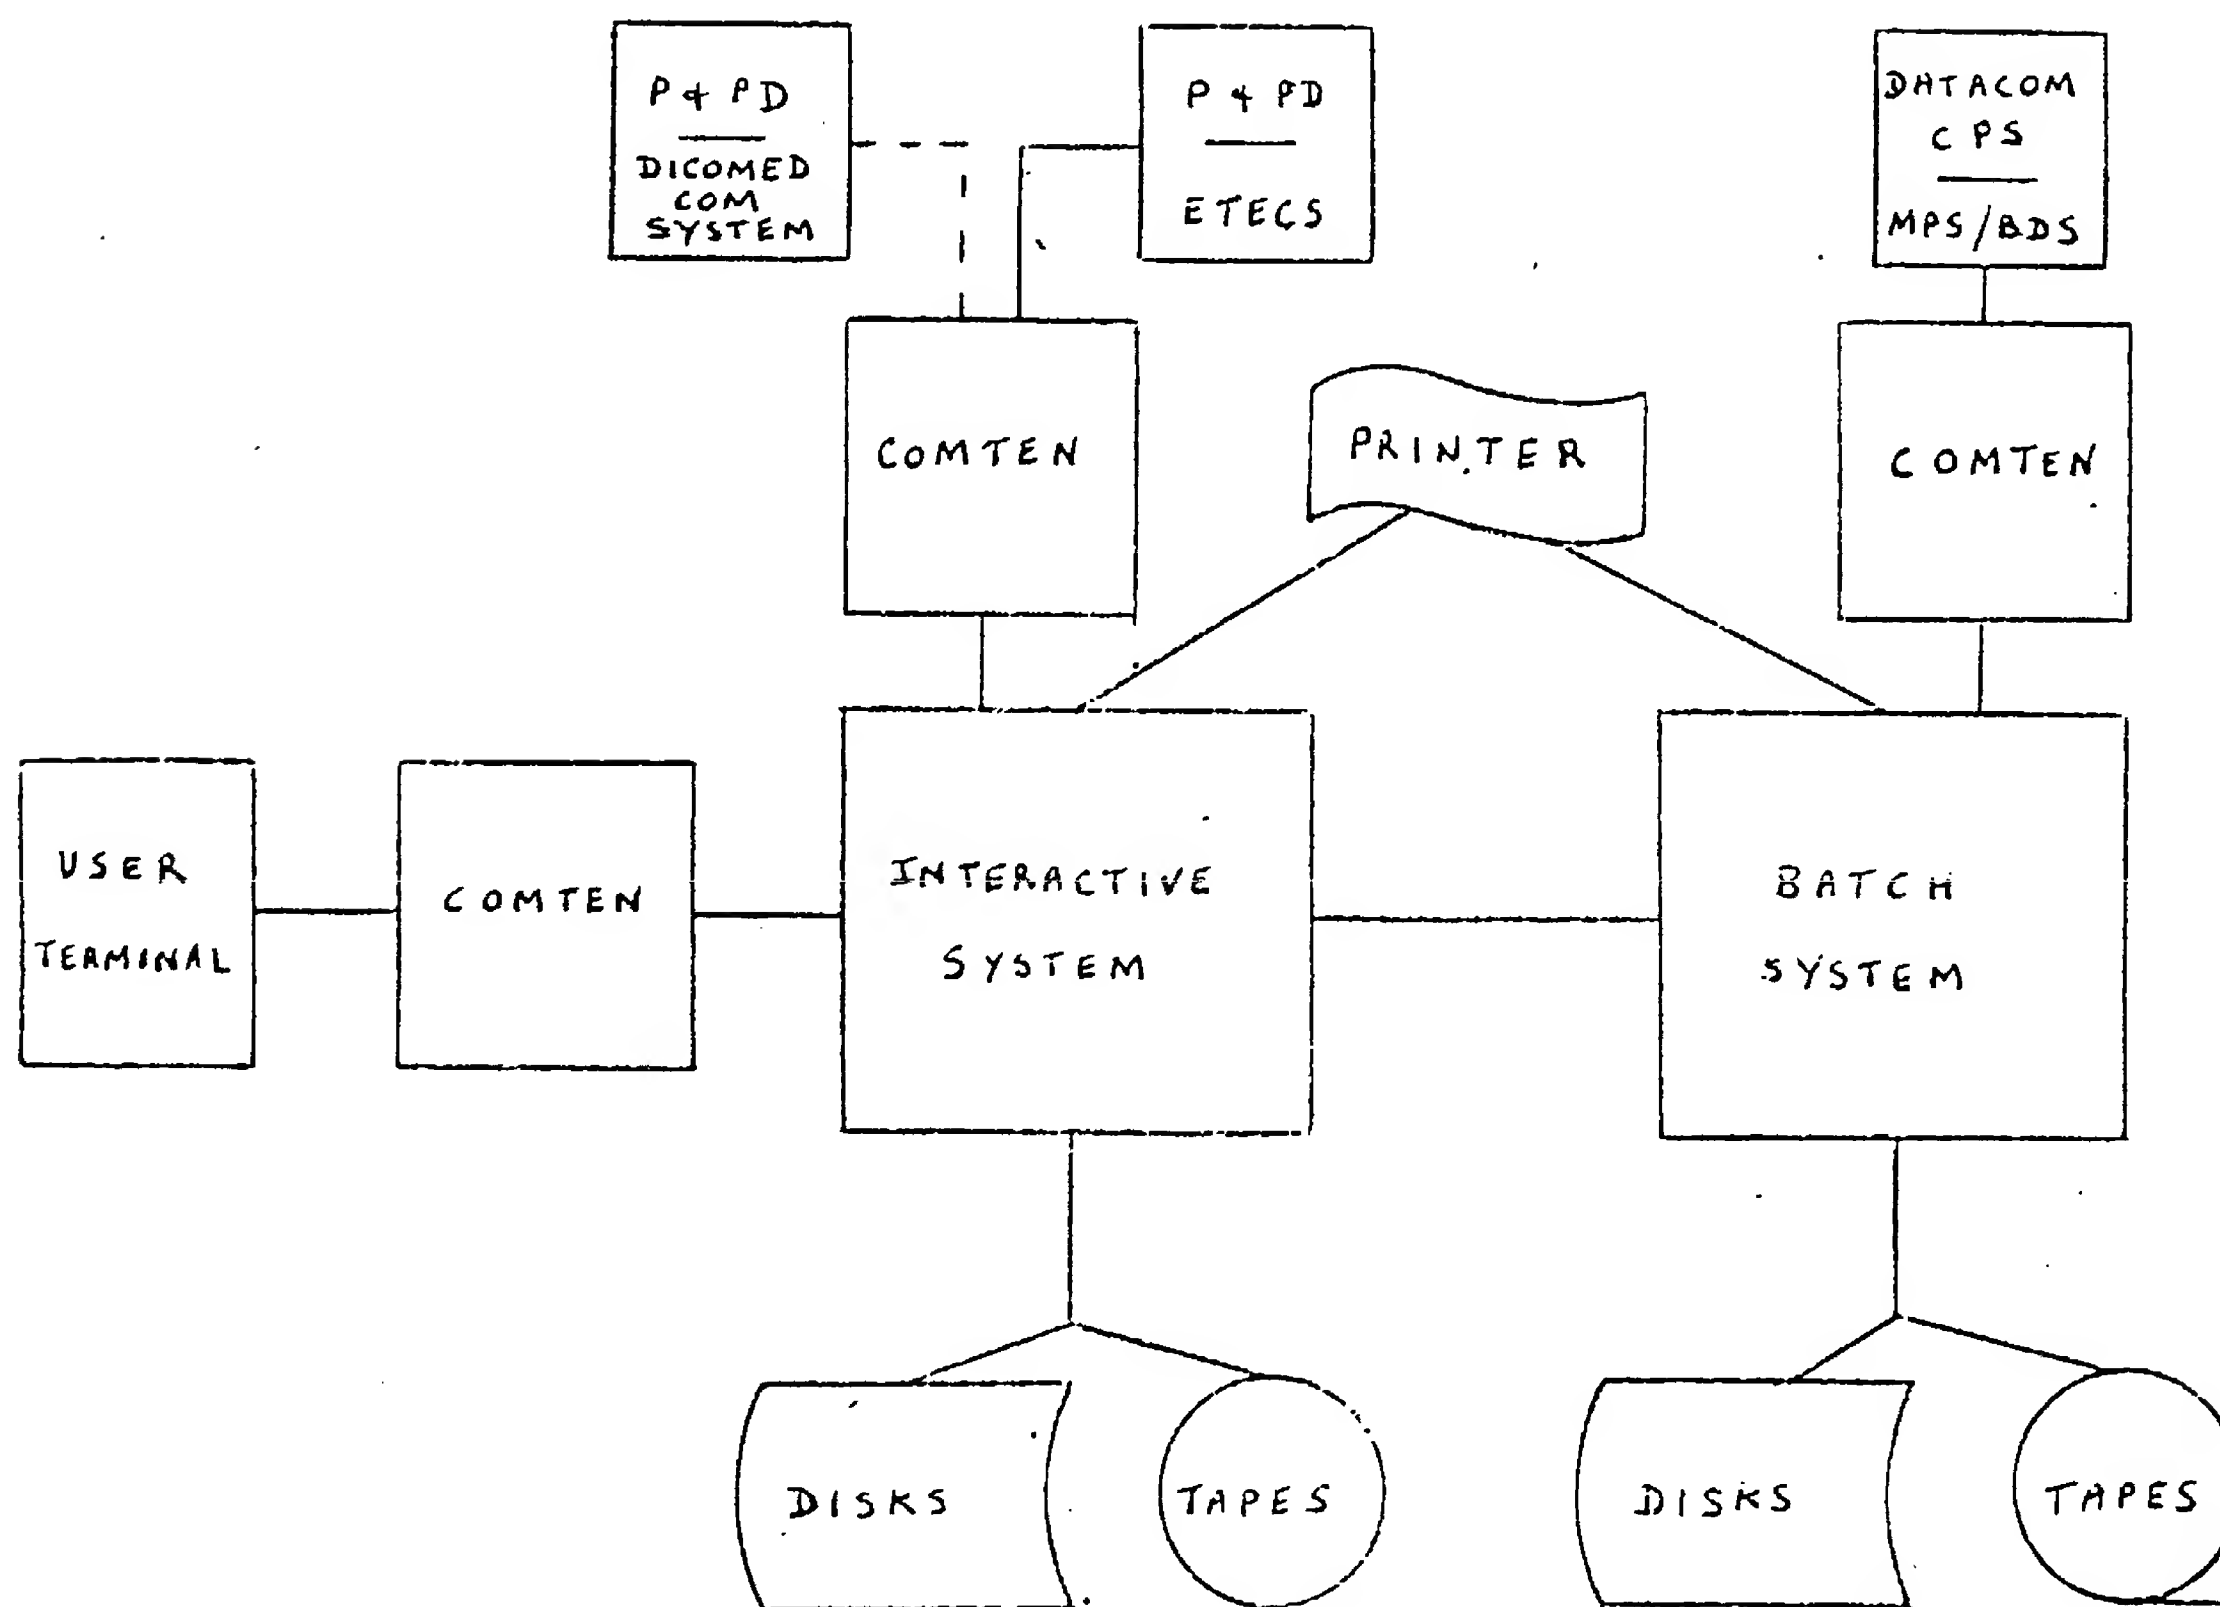 P & PD
DICOMED
COM
SYSTEM
P & PD
ETECS
DATACOM
CPS
MPS/BDS
COMTEN
PRINTER
COMTEN
USER
TERMINAL
COMTEN
INTERACTIVE
SYSTEM
BATCH
SYSTEM
DISKS
TAPES
DISKS
TAPES